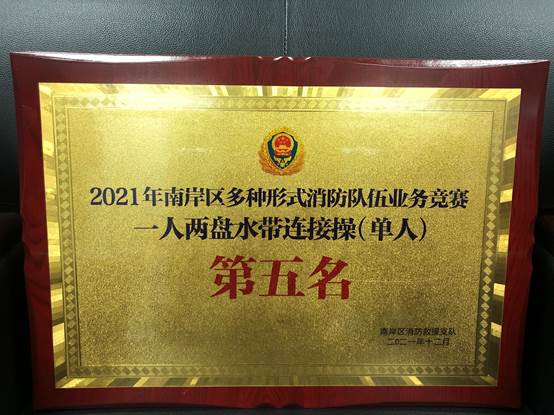 2021年南岸区多种形式消防队伍业务竞赛
一人两盘水带连接操(单人)
第五名
南岸区消防救援支队
二〇二一年十二月